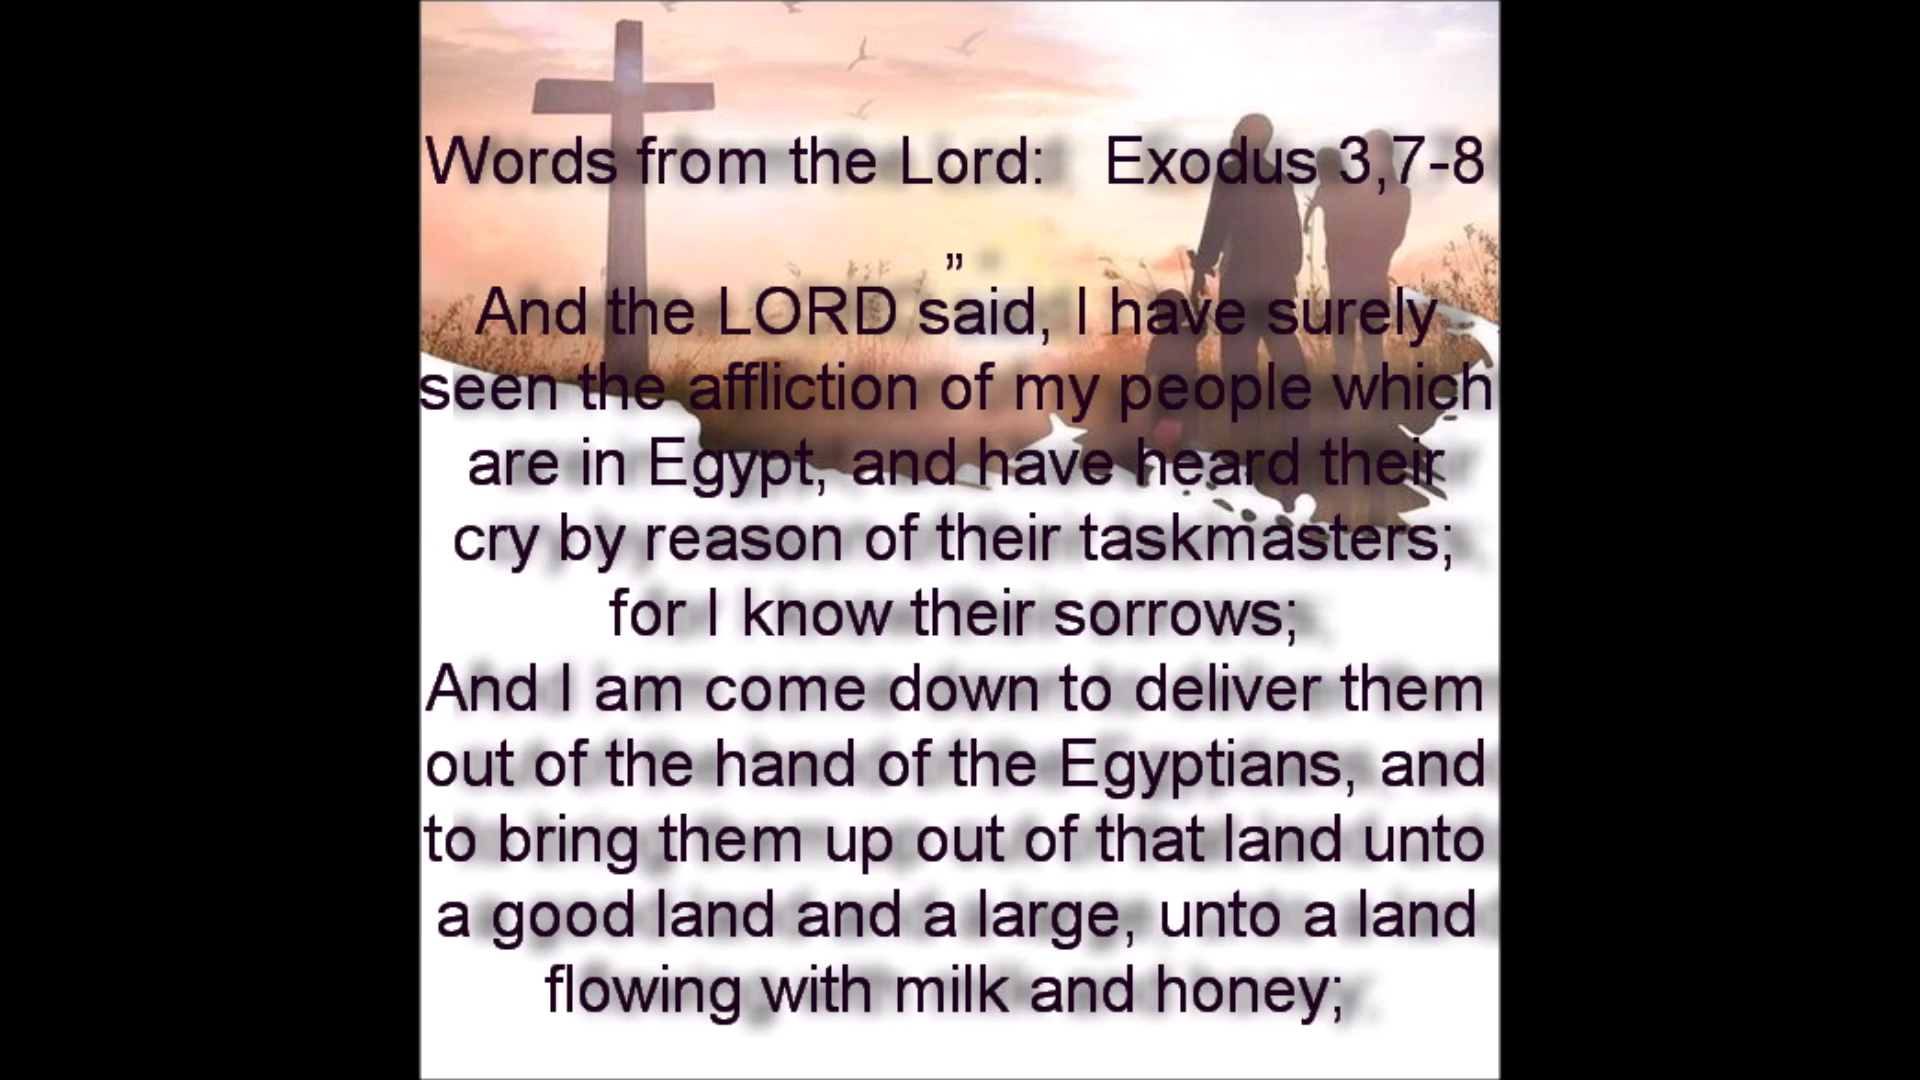 Words from the Lord: Exodus 3,7-8
”
And the LORD said, I have surely
seen the affliction of my people which
are in Egypt, and have heard their
cry by reason of their taskmasters;
for I know their sorrows;
And I am come down to deliver them
out of the hand of the Egyptians, and
to bring them up out of that land unto
a good land and a large, unto a land
flowing with milk and honey;